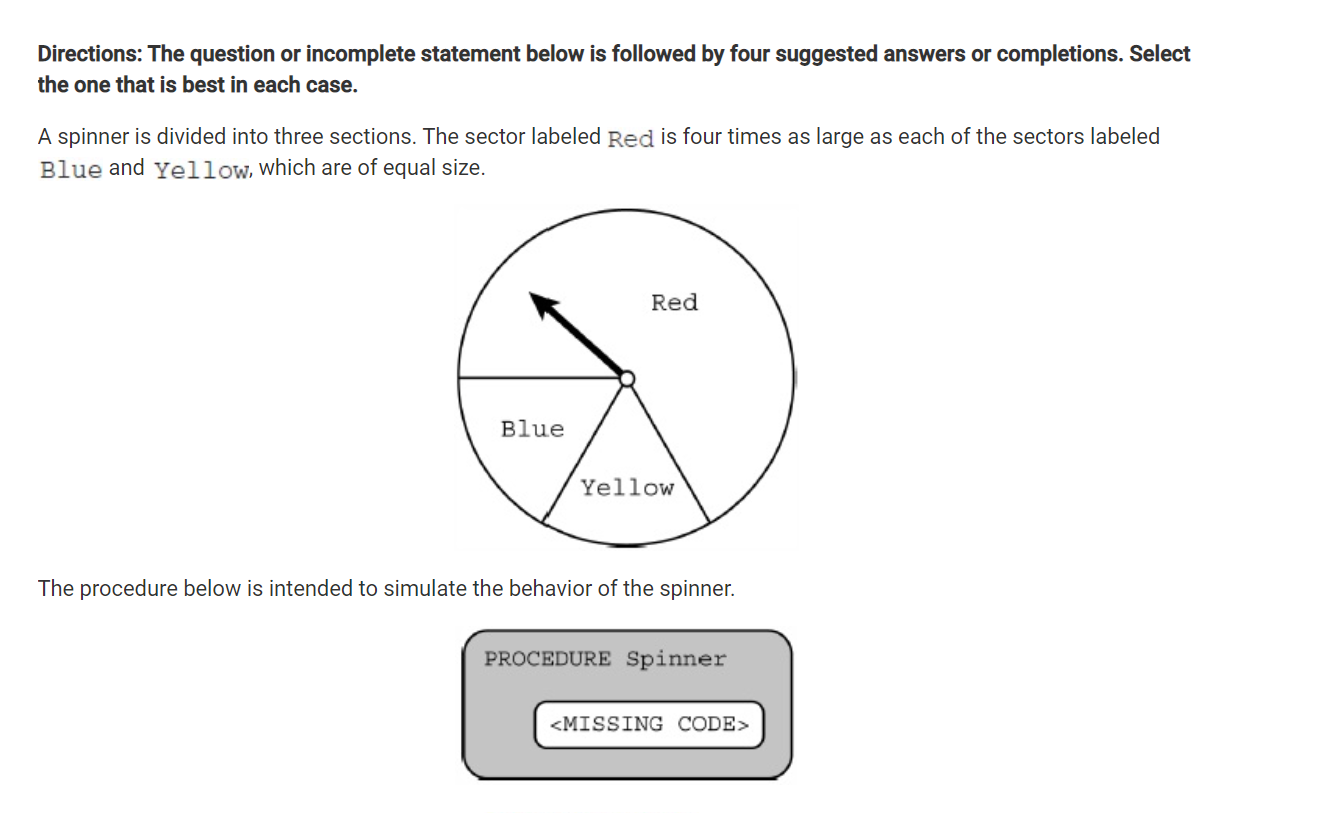 Directions: The question or incomplete statement below is followed by four suggested answers or completions. Select
the one that is best in each case.
A spinner is divided into three sections. The sector labeled Red is four times as large as each of the sectors labeled
Blue and Yellow, which are of equal size.
Red
Blue
Yellow
The procedure below is intended to simulate the behavior of the spinner.
PROCEDURE Spinner
<MISSING CODE>